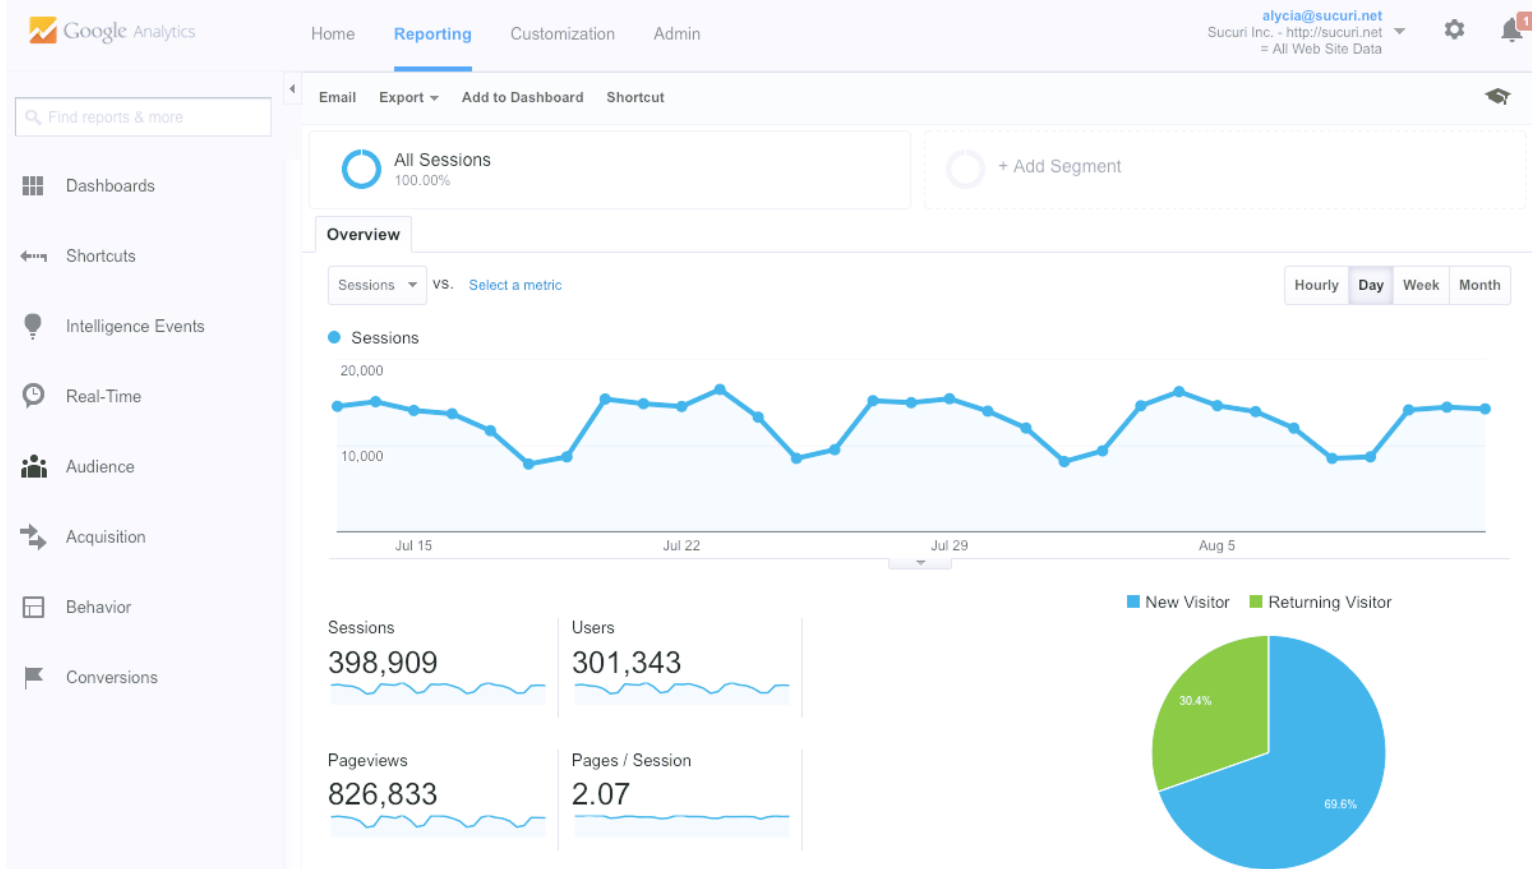 Google Analytics
Home Reporting Customization Admin
alycia@sucuri.net
Sucuri Inc. - http://sucuri.net
= All Web Site Data
1
Find reports & more
Email Export Add to Dashboard Shortcut
All Sessions
100.00%
+ Add Segment
Dashboards
Shortcuts
Intelligence Events
Real-Time
Audience
Acquisition
Behavior
Conversions
Overview
Sessions VS. Select a metric
Hourly Day Week Month
Sessions
20,000
10,000
Jul 15 Jul 22 Jul 29 Aug 5
New Visitor Returning Visitor
Sessions
398,909
Users
301,343
Pageviews
826,833
Pages / Session
2.07
30.4%
69.6%